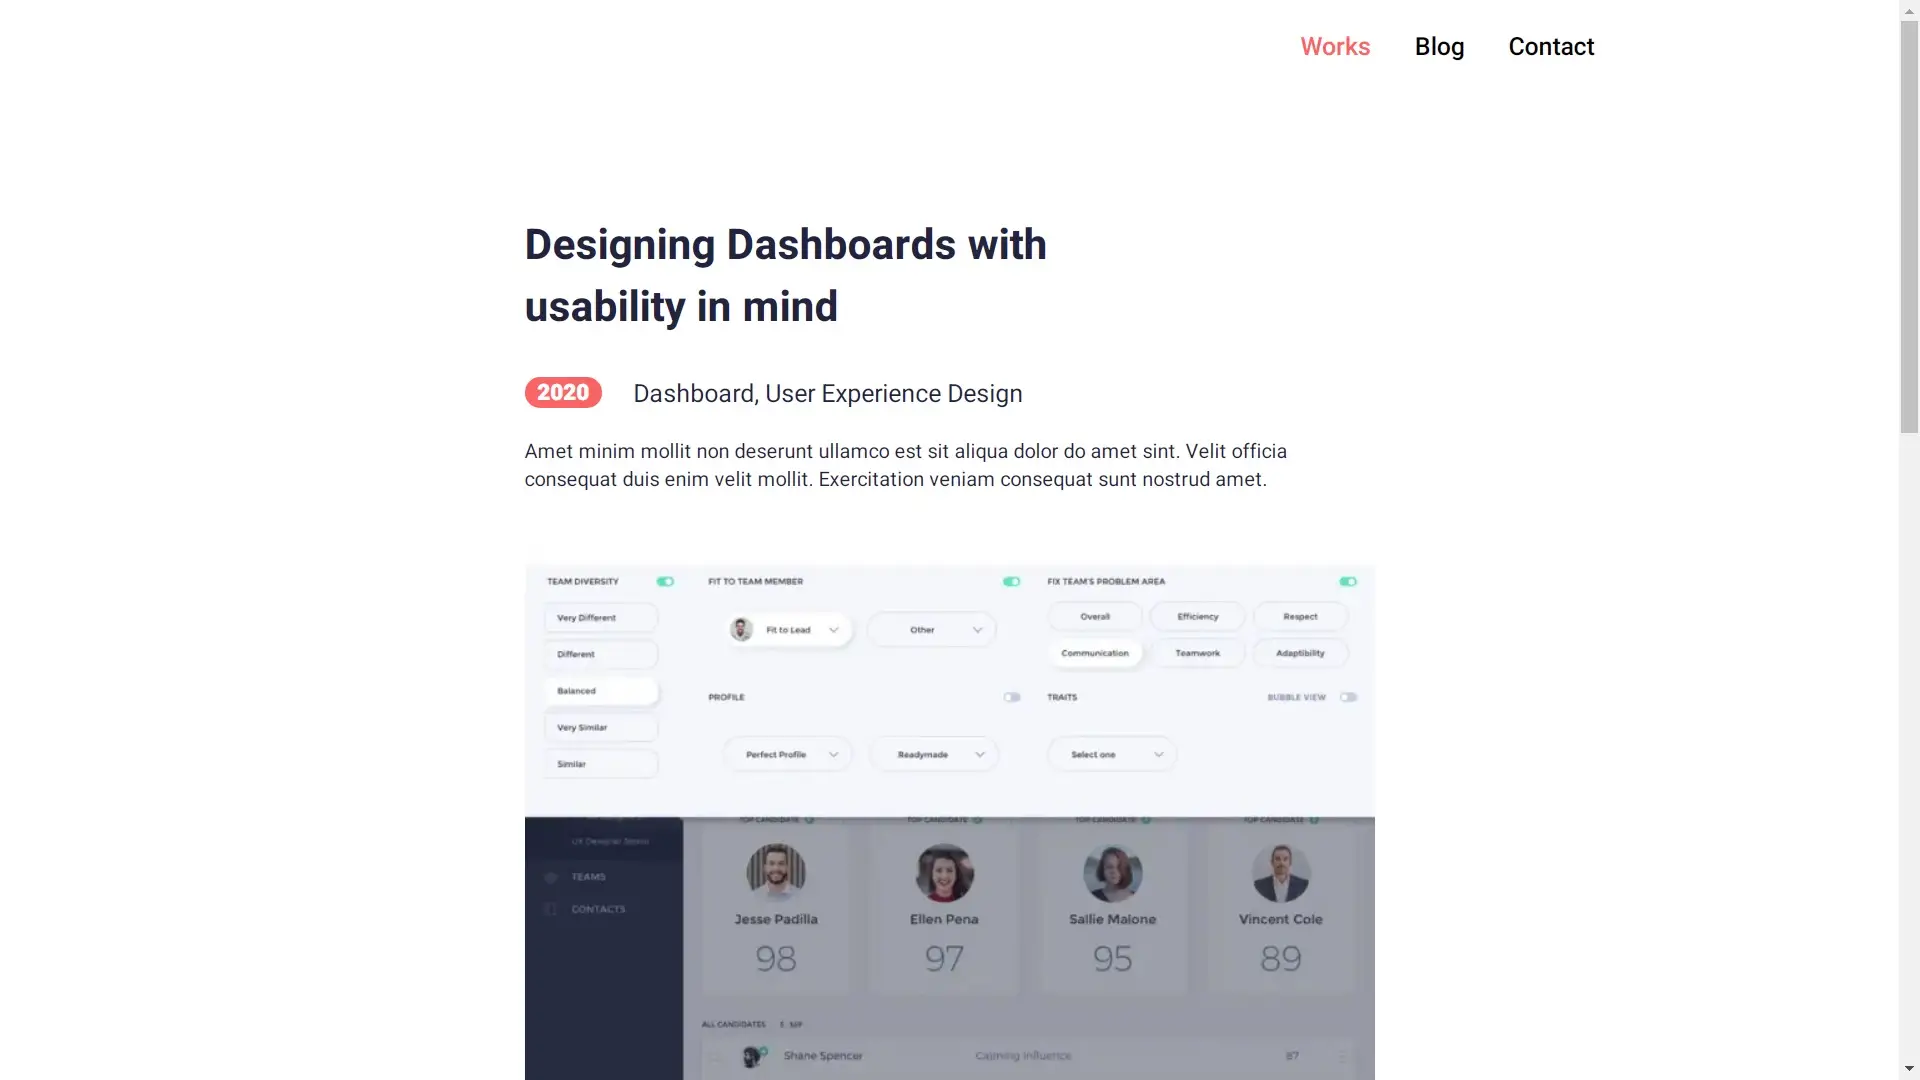 Works Blog Contact
Designing Dashboards with
usability in mind
2020 Dashboard, User Experience Design
Amet minim mollit non deserunt ullamco est sit aliqua dolor do amet sint. Velit officia
consequat duis enim velit mollit. Exercitation veniam consequat sunt nostrud amet.
TEAM DIVERSITY FIT TO TEAM MEMBER FIX TEAM'S PROBLEM AREA
Very Different Fit to Lead Other Overall Efficiency Respect
Different Communication Teamwork Adaptibility
Balanced PROFILE TRAITS BUBBLE VIEW
Very Similar
Perfect Profile Readymade Select one
Similar
TOP CANDIDATE TOP CANDIDATE TOP CANDIDATE TOP CANDIDATE
UX Designer
TEAMS
CONTACTS
Jesse Padilla Ellen Pena Sallie Malone Vincent Cole
98 97 95 89
ALL CANDIDATES
Shane Spencer Calming Influence 87